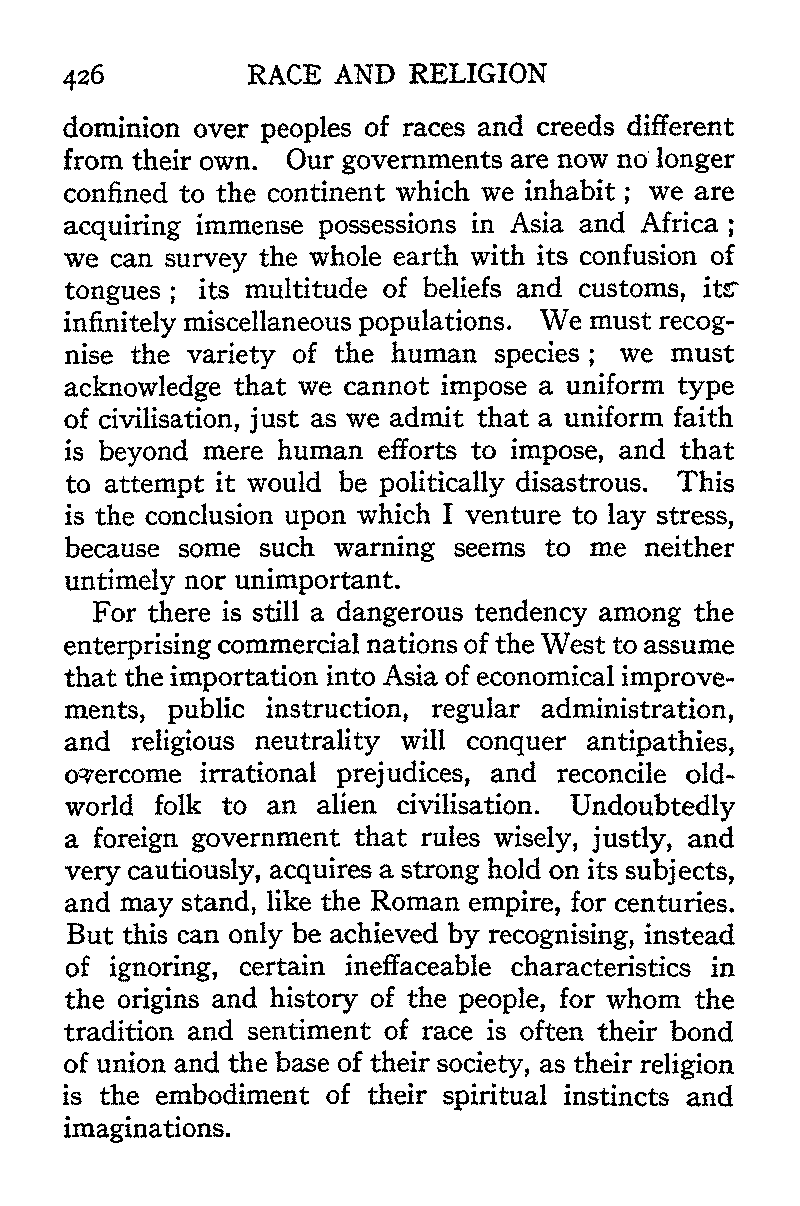 426 RACE AND RELIGION
dominion over peoples of races and creeds different
from their own. Our governments are now no longer
confined to the continent which we inhabit ; we are
acquiring immense possessions in Asia and Africa ;
we can survey the whole earth with its confusion of
tongues ; its multitude of beliefs and customs, its
infinitely miscellaneous populations. We must recog-
nise the variety of the human species ; we must
acknowledge that we cannot impose a uniform type
of civilisation, just as we admit that a uniform faith
is beyond mere human efforts to impose, and that
to attempt it would be politically disastrous. This
is the conclusion upon which I venture to lay stress,
because some such warning seems to me neither
untimely nor unimportant.
For there is still a dangerous tendency among the
enterprising commercial nations of the West to assume
that the importation into Asia of economical improve-
ments, public instruction, regular administration,
and religious neutrality will conquer antipathies,
overcome irrational prejudices, and reconcile old-
world folk to an alien civilisation. Undoubtedly
a foreign government that rules wisely, justly, and
very cautiously, acquires a strong hold on its subjects,
and may stand, like the Roman empire, for centuries.
But this can only be achieved by recognising, instead
of ignoring, certain ineffaceable characteristics in
the origins and history of the people, for whom the
tradition and sentiment of race is often their bond
of union and the base of their society, as their religion
is the embodiment of their spiritual instincts and
imaginations.